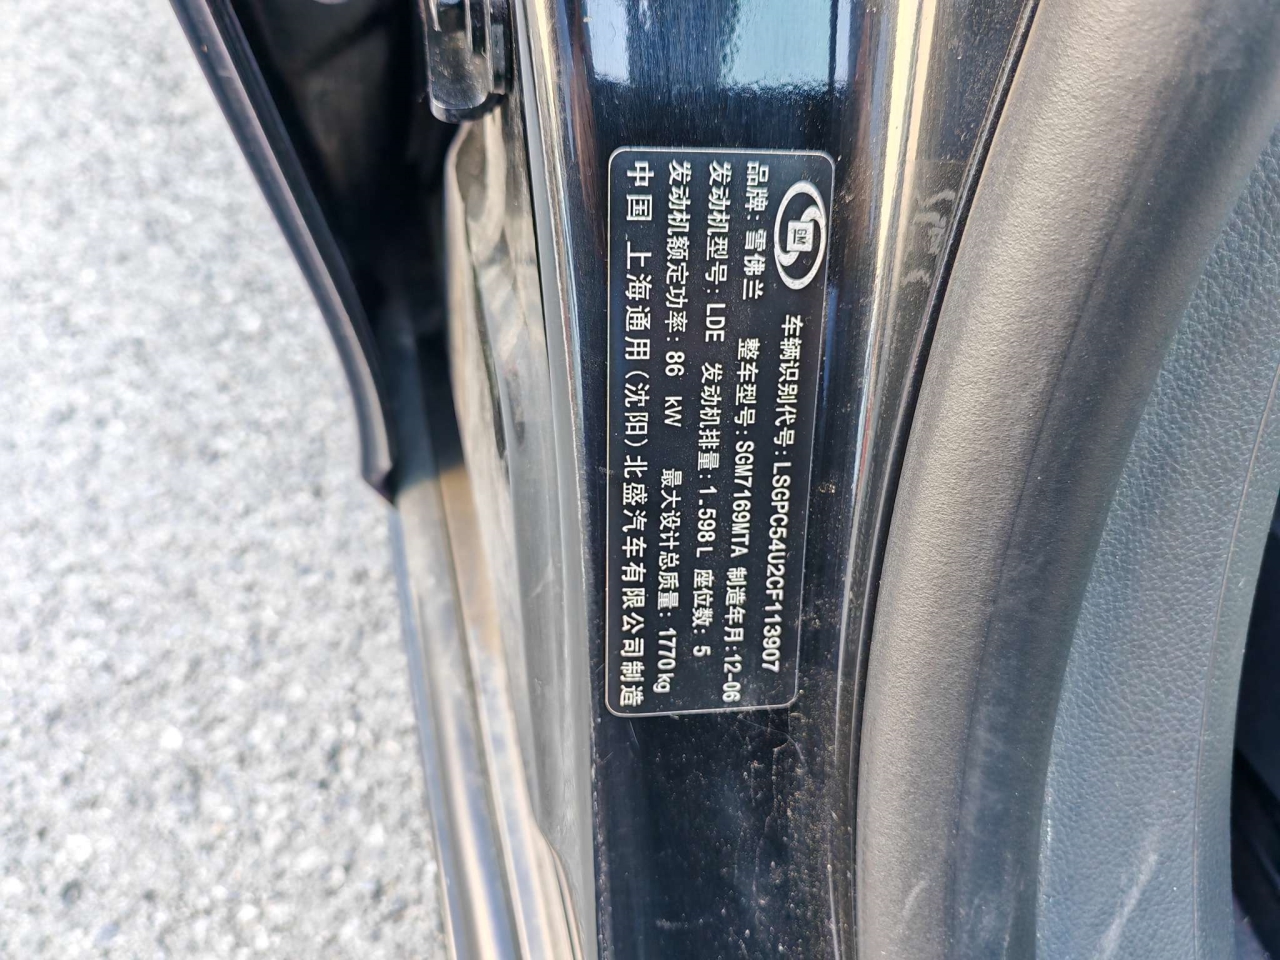 GM
车辆识别代号:LSGPC54U2CF113907
品牌:雪佛兰 整车型号:SGM7169MTA 制造年月:12-06
发动机型号:LDE 发动机排量:1.598L 座位数:5
发动机额定功率:86 kW 最大设计总质量:1770kg
中国 上海通用(沈阳)北盛汽车有限公司制造